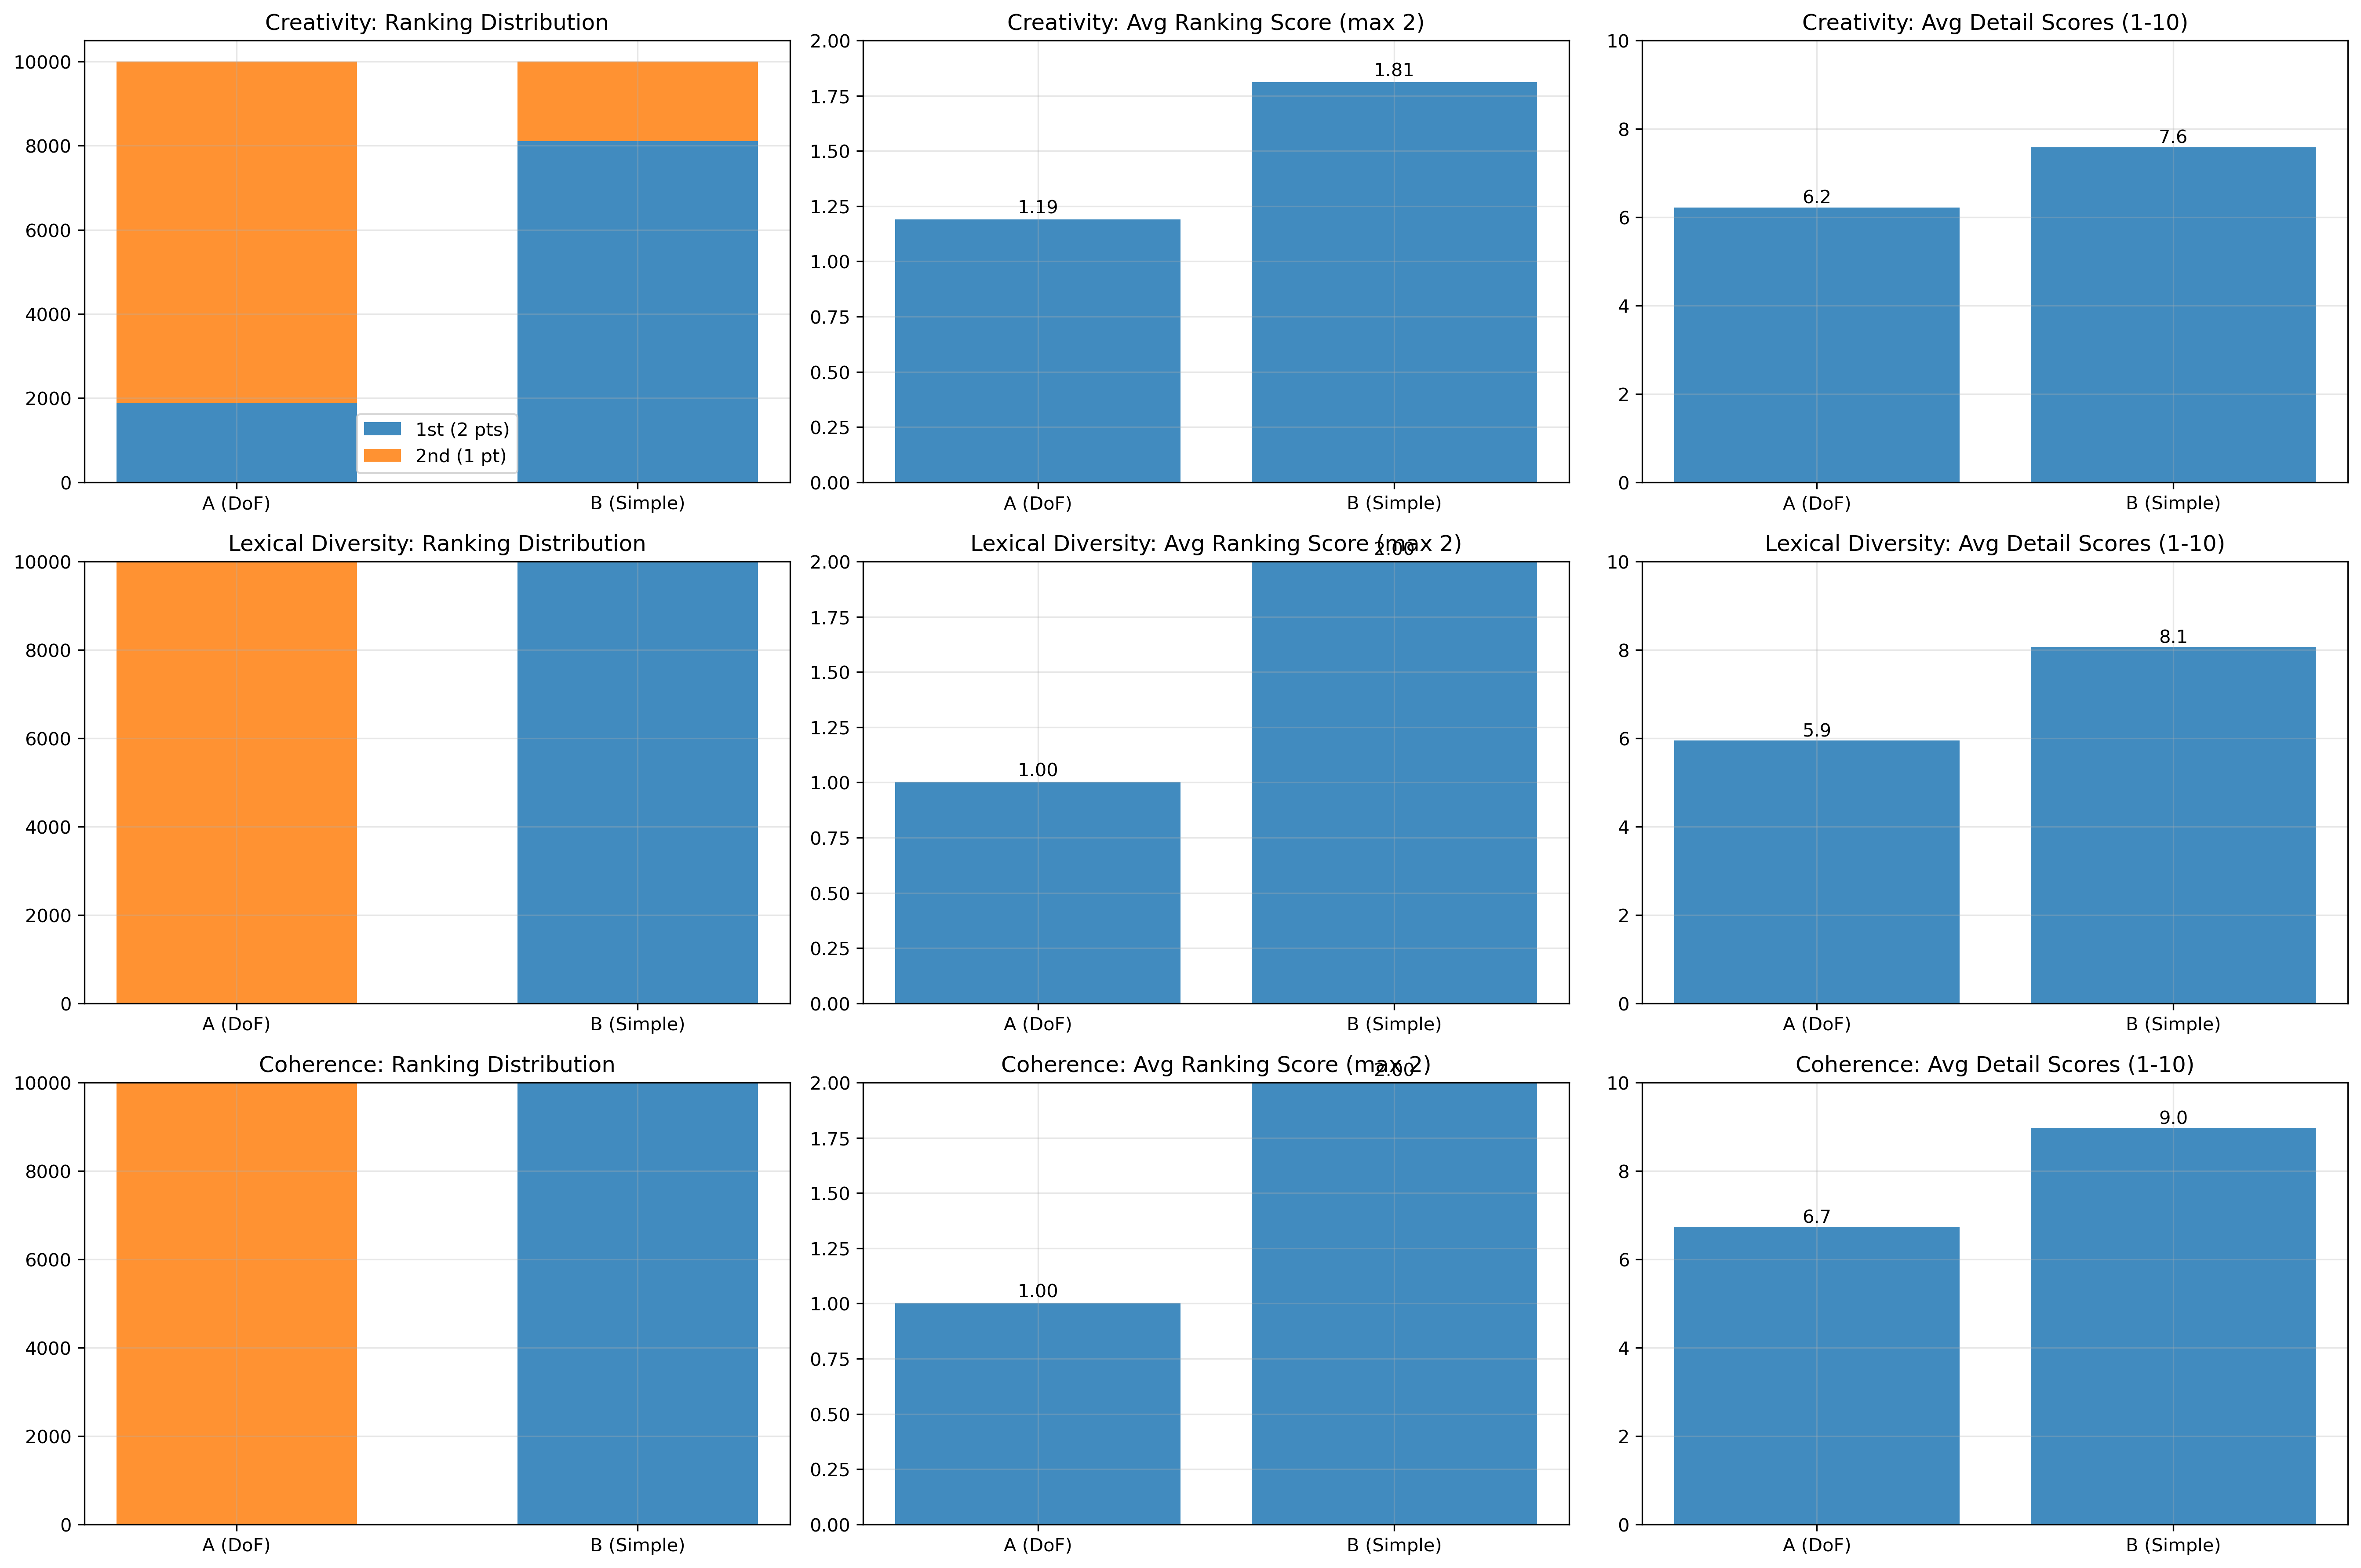 Creativity: Ranking Distribution
10000
8000
6000
4000
2000
0
1st (2 pts)
2nd (1 pt)
A (DoF)
B (Simple)
Creativity: Avg Ranking Score (max 2)
2.00
1.75
1.50
1.25
1.00
0.75
0.50
0.25
0.00
1.19
1.81
A (DoF)
B (Simple)
Creativity: Avg Detail Scores (1-10)
10
8
6
4
2
0
6.2
7.6
A (DoF)
B (Simple)
Lexical Diversity: Ranking Distribution
10000
8000
6000
4000
2000
0
A (DoF)
B (Simple)
Lexical Diversity: Avg Ranking Score (max 2)
2.00
2.00
1.75
1.50
1.25
1.00
0.75
0.50
0.25
0.00
1.00
A (DoF)
B (Simple)
Lexical Diversity: Avg Detail Scores (1-10)
10
8
6
4
2
0
5.9
8.1
A (DoF)
B (Simple)
Coherence: Ranking Distribution
10000
8000
6000
4000
2000
0
A (DoF)
B (Simple)
Coherence: Avg Ranking Score (max 2)
2.00
2.00
1.75
1.50
1.25
1.00
0.75
0.50
0.25
0.00
1.00
A (DoF)
B (Simple)
Coherence: Avg Detail Scores (1-10)
10
8
6
4
2
0
6.7
9.0
A (DoF)
B (Simple)